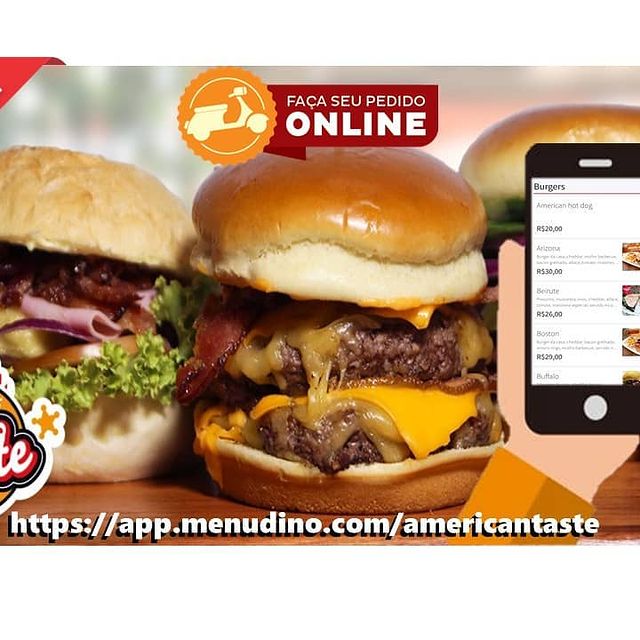 FAÇA SEU PEDIDO
ONLINE
Burgers
American hot dog
R$20,00
Arizona
R$30,00
Beirute
R$26,00
Boston
R$29,00
Buffalo
te
https://app.menudino.com/americantaste